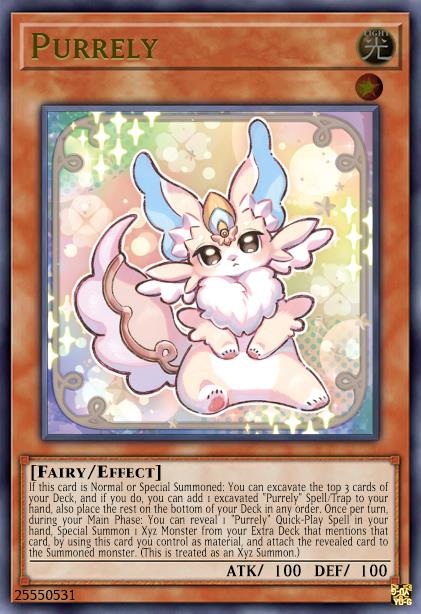 PURRELY
LIGHT
光
[FAIRY/EFFECT]
If this card is Normal or Special Summoned: You can excavate the top 3 cards
of your Deck, and if you do, you can add 1 excavated "Purrely" Spell/Trap to your
hand, also place the rest on the bottom of your Deck in any order. Once per turn,
during your Main Phase: You can reveal 1 "Purrely" Quick-Play Spell in your
hand, Special Summon 1 Xyz Monster from your Extra Deck that mentions that
card, by using this card you control as material, and attach the revealed card to
the Summoned monster. (This is treated as an Xyz Summon.)
ATK/ 100 DEF/ 100
25550531